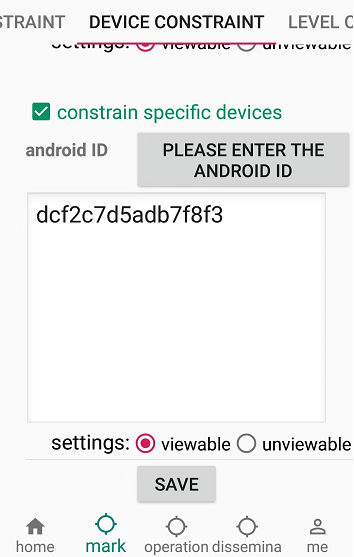 STRAINT DEVICE CONSTRAINT LEVEL C
settings: viewable unviewable
constrain specific devices
android ID
PLEASE ENTER THE
ANDROID ID
dcf2c7d5adb7f8f3
settings: viewable unviewable
SAVE
home mark operation dissemina me